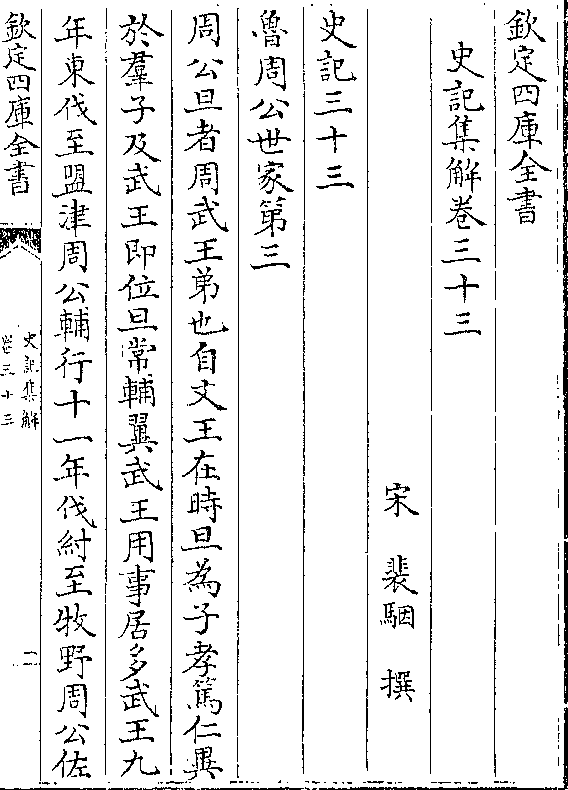 欽定四庫全書
史記集解卷三十三
宋 裴駰 撰
史記三十三
魯周公世家第三
周公旦者周武王弟也自文王在時旦為子孝篤仁異
於羣子及武王即位旦常輔翼武王用事居多武王九
年東伐至盟津周公輔行十一年伐紂至牧野周公佐
欽定四庫全書
史記集解
卷三十三
一